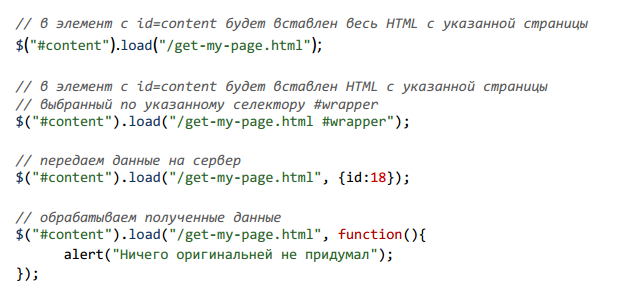 // в элемент с id=content будет вставлен весь HTML с указанной страницы
$("#content").load("/get-my-page.html");
// в элемент с id=content будет вставлен HTML с указанной страницы
// выбранный по указанному селектору #wrapper
$("#content").load("/get-my-page.html #wrapper");
// передаем данные на сервер
$("#content").load("/get-my-page.html", {id:18});
// обрабатываем полученные данные
$("#content").load("/get-my-page.html", function(){
alert("Ничего оригинальней не придумал");
});